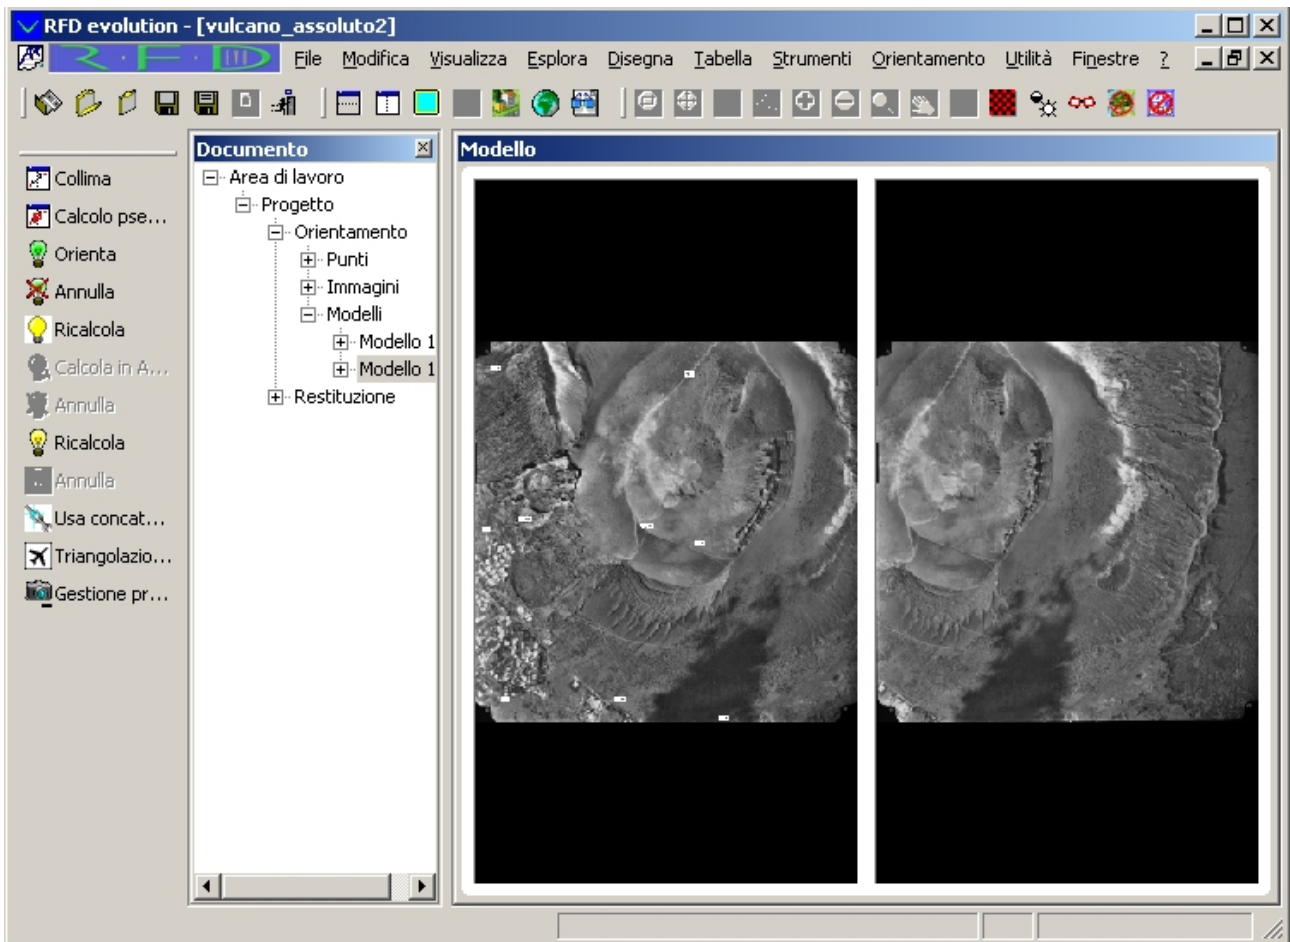 RFD evolution - [vulcano_assoluto2]
R·F·D III File Modifica Visualizza Esplora Disegna Tabella Strumenti Orientamento Utilità Finestre ?
Collima
Calcolo pse...
Orienta
Annulla
Ricalcola
Calcola in A...
Annulla
Ricalcola
Annulla
Usa concat...
Triangolazio...
Gestione pr...
Documento
Area di lavoro
Progetto
Orientamento
Punti
Immagini
Modelli
Modello 1
Modello 1
Restituzione
Modello